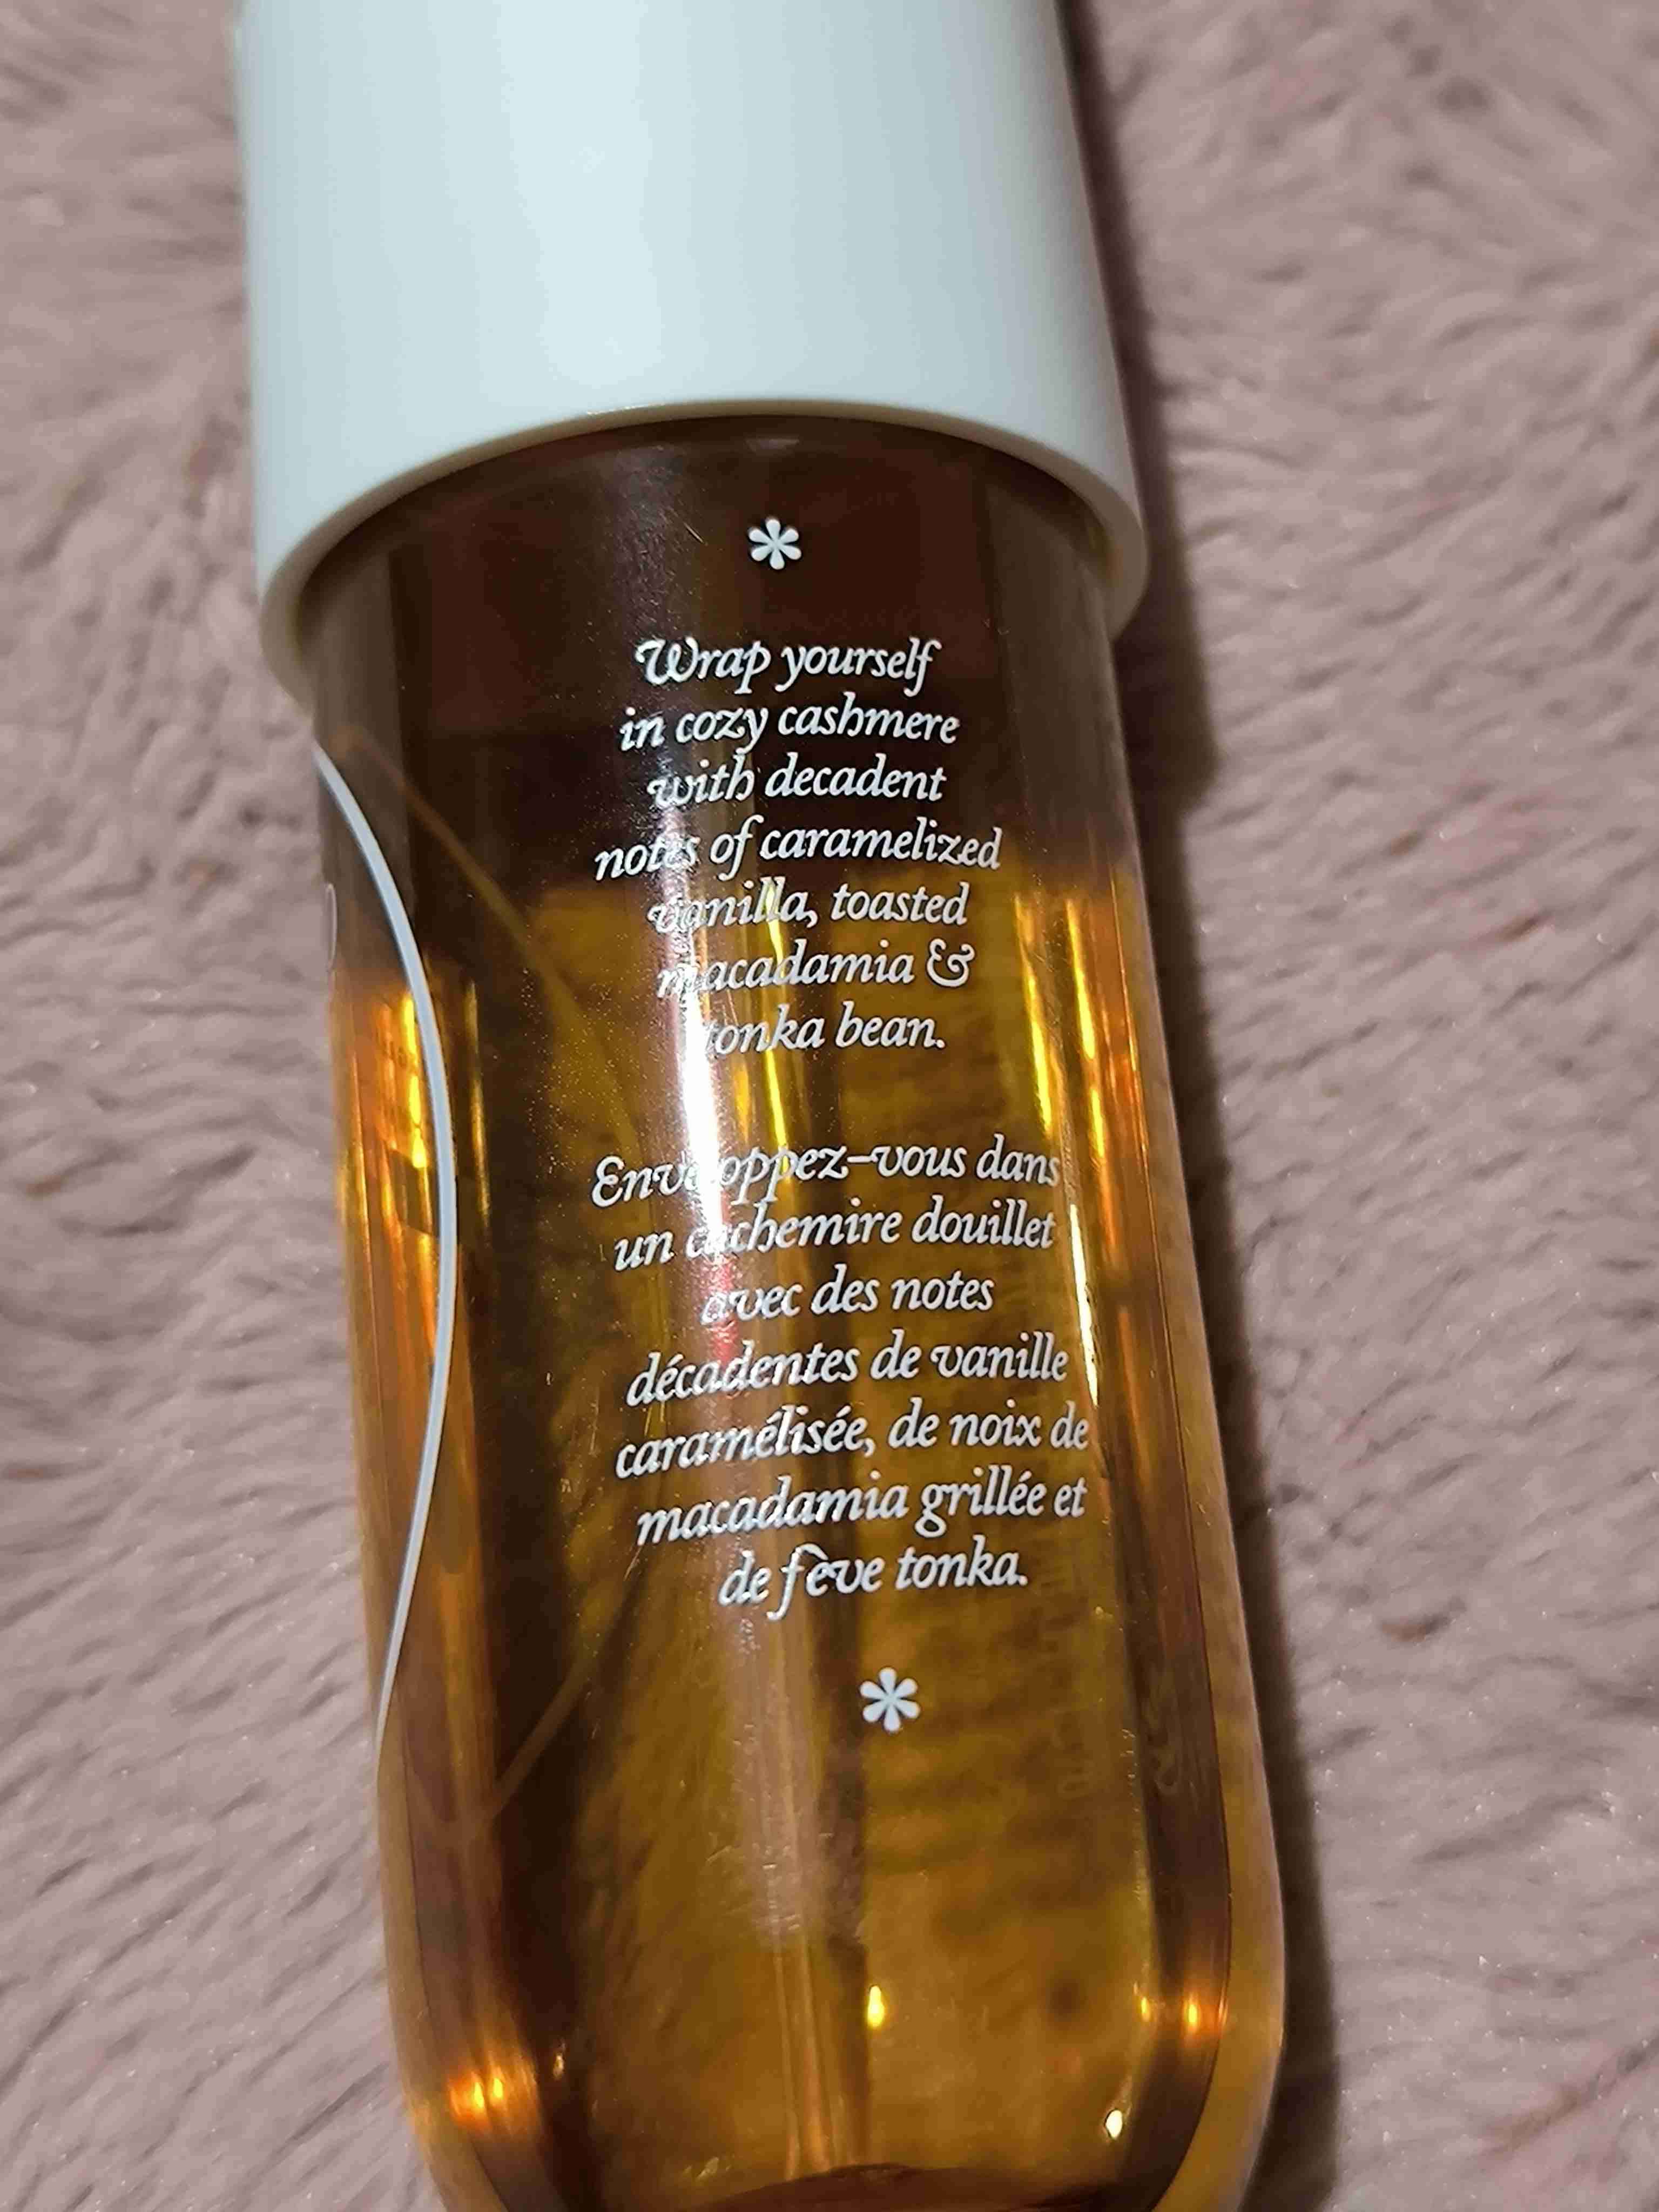 *
Wrap yourself
in cozy cashmere
with decadent
notes of caramelized
vanilla, toasted
macadamia &
tonka bean.
Enveloppez-vous dans
un cachemire douillet
avec des notes
décadentes de vanille
caramélisée, de noix de
macadamia grillée et
de fève tonka.
*